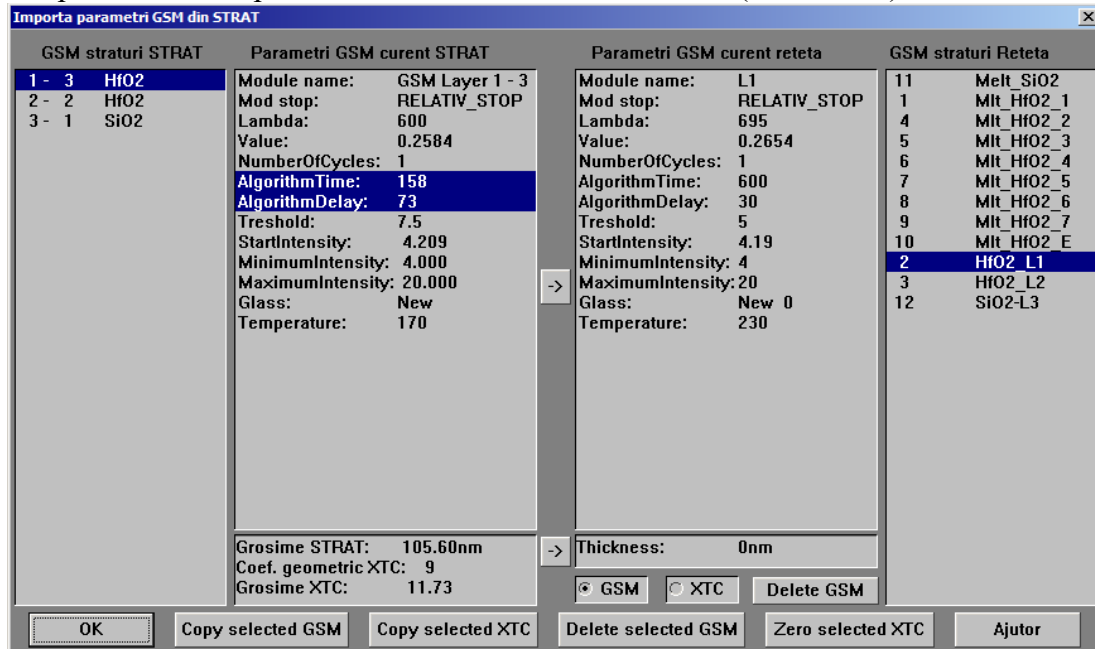 Importa parametri GSM din STRAT
GSM straturi STRAT
1 - 3 HfO2
2 - 2 HfO2
3 - 1 SiO2
Parametri GSM curent STRAT
Module name: GSM Layer 1 - 3
Mod stop: RELATIV_STOP
Lambda: 600
Value: 0.2584
NumberOfCycles: 1
AlgorithmTime: 158
AlgorithmDelay: 73
Treshold: 7.5
StartIntensity: 4.209
MinimumIntensity: 4.000
MaximumIntensity: 20.000
Glass: New
Temperature: 170
Grosime STRAT: 105.60nm
Coef. geometric XTC: 9
Grosime XTC: 11.73
->
->
Parametri GSM curent reteta
Module name: L1
Mod stop: RELATIV_STOP
Lambda: 695
Value: 0.2654
NumberOfCycles: 1
AlgorithmTime: 600
AlgorithmDelay: 30
Treshold: 5
StartIntensity: 4.19
MinimumIntensity: 4
MaximumIntensity: 20
Glass: New 0
Temperature: 230
Thickness: 0nm
GSM XTC Delete GSM
GSM straturi Reteta
11 Melt_SiO2
1 Mlt_HfO2_1
4 Mlt_HfO2_2
5 Mlt_HfO2_3
6 Mlt_HfO2_4
7 Mlt_HfO2_5
8 Mlt_HfO2_6
9 Mlt_HfO2_7
10 Mlt_HfO2_E
2 HfO2_L1
3 HfO2_L2
12 SiO2-L3
OK Copy selected GSM Copy selected XTC Delete selected GSM Zero selected XTC Ajutor